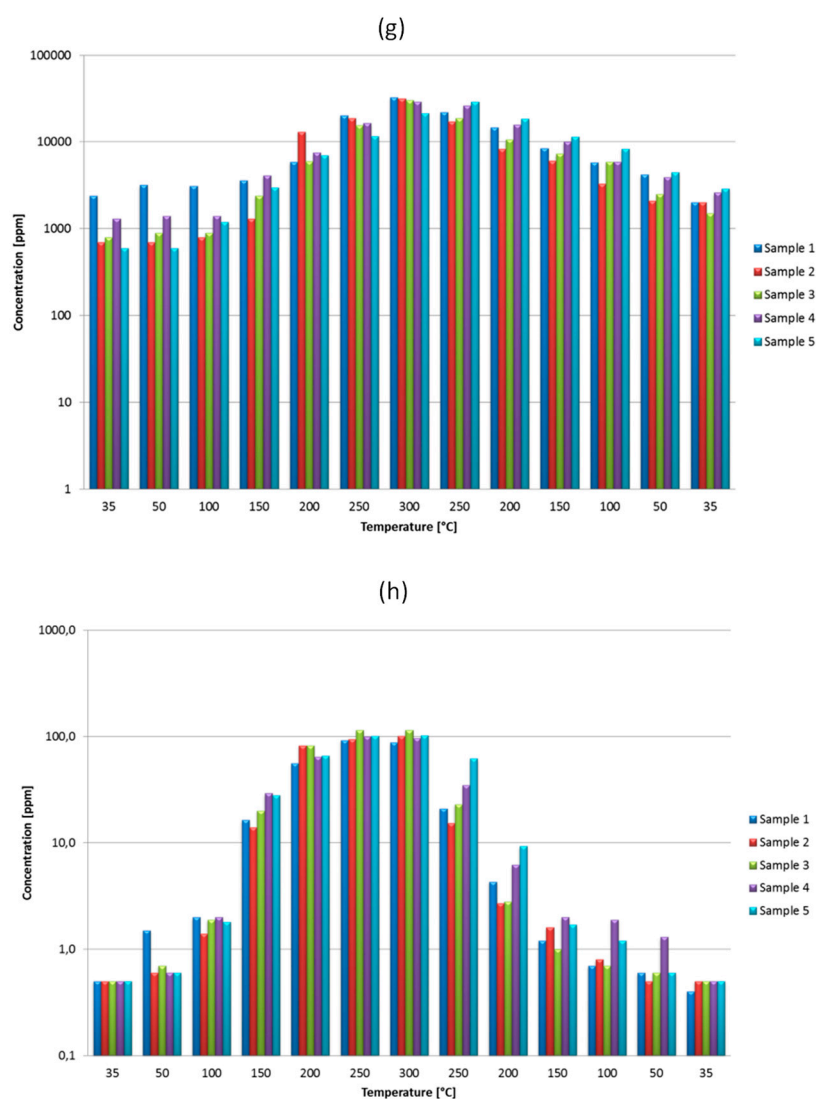 (g)
100000
10000
1000
100
10
1
Concentration [ppm]
35 50 100 150 200 250 300 250 200 150 100 50 35
Temperature [°C]
Sample 1
Sample 2
Sample 3
Sample 4
Sample 5
(h)
1000,0
100,0
10,0
1,0
0,1
Concentration [ppm]
35 50 100 150 200 250 300 250 200 150 100 50 35
Temperature [°C]
Sample 1
Sample 2
Sample 3
Sample 4
Sample 5